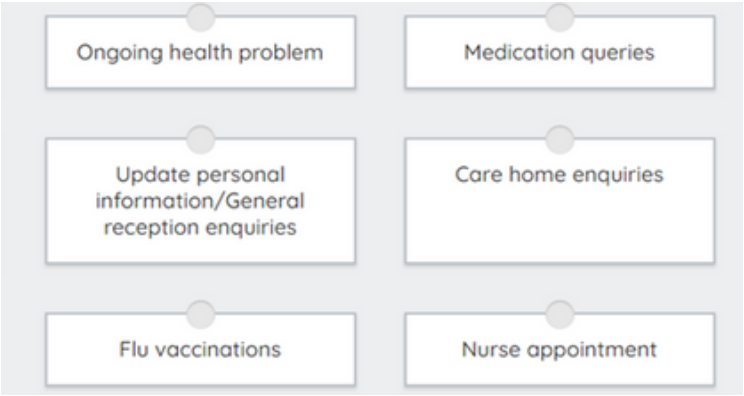 Ongoing health problem
Medication queries
Update personal
information/General
reception enquiries
Care home enquiries
Flu vaccinations
Nurse appointment